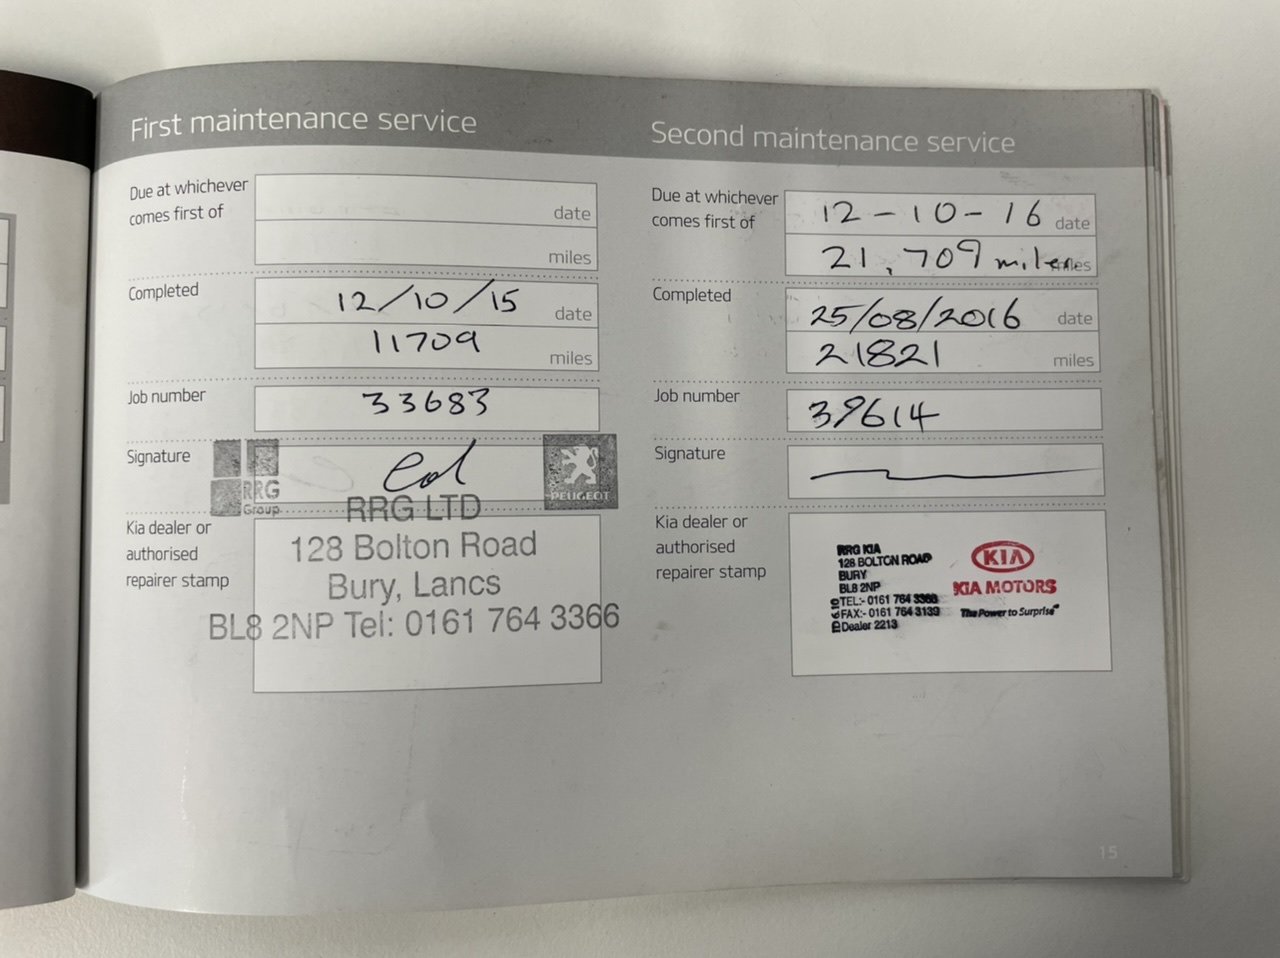 First maintenance service
Due at whichever
comes first of
date
miles
Completed
12/10/15 date
11709 miles
Job number
33683
Signature
RRG
Group
PEUGEOT
Kia dealer or
authorised
repairer stamp
RRG LTD
128 Bolton Road
Bury, Lancs
BL8 2NP Tel: 0161 764 3366
Second maintenance service
Due at whichever
comes first of
12-10-16 date
21,709 miles miles
Completed
25/08/2016 date
21821 miles
Job number
39614
Signature
Kia dealer or
authorised
repairer stamp
RRG KIA
128 BOLTON ROAD
BURY
BL8 2NP
TEL:- 0161 764 3366
FAX:- 0161 764 3139
Dealer 2213
KIA
KIA MOTORS
The Power to Surprise™
15